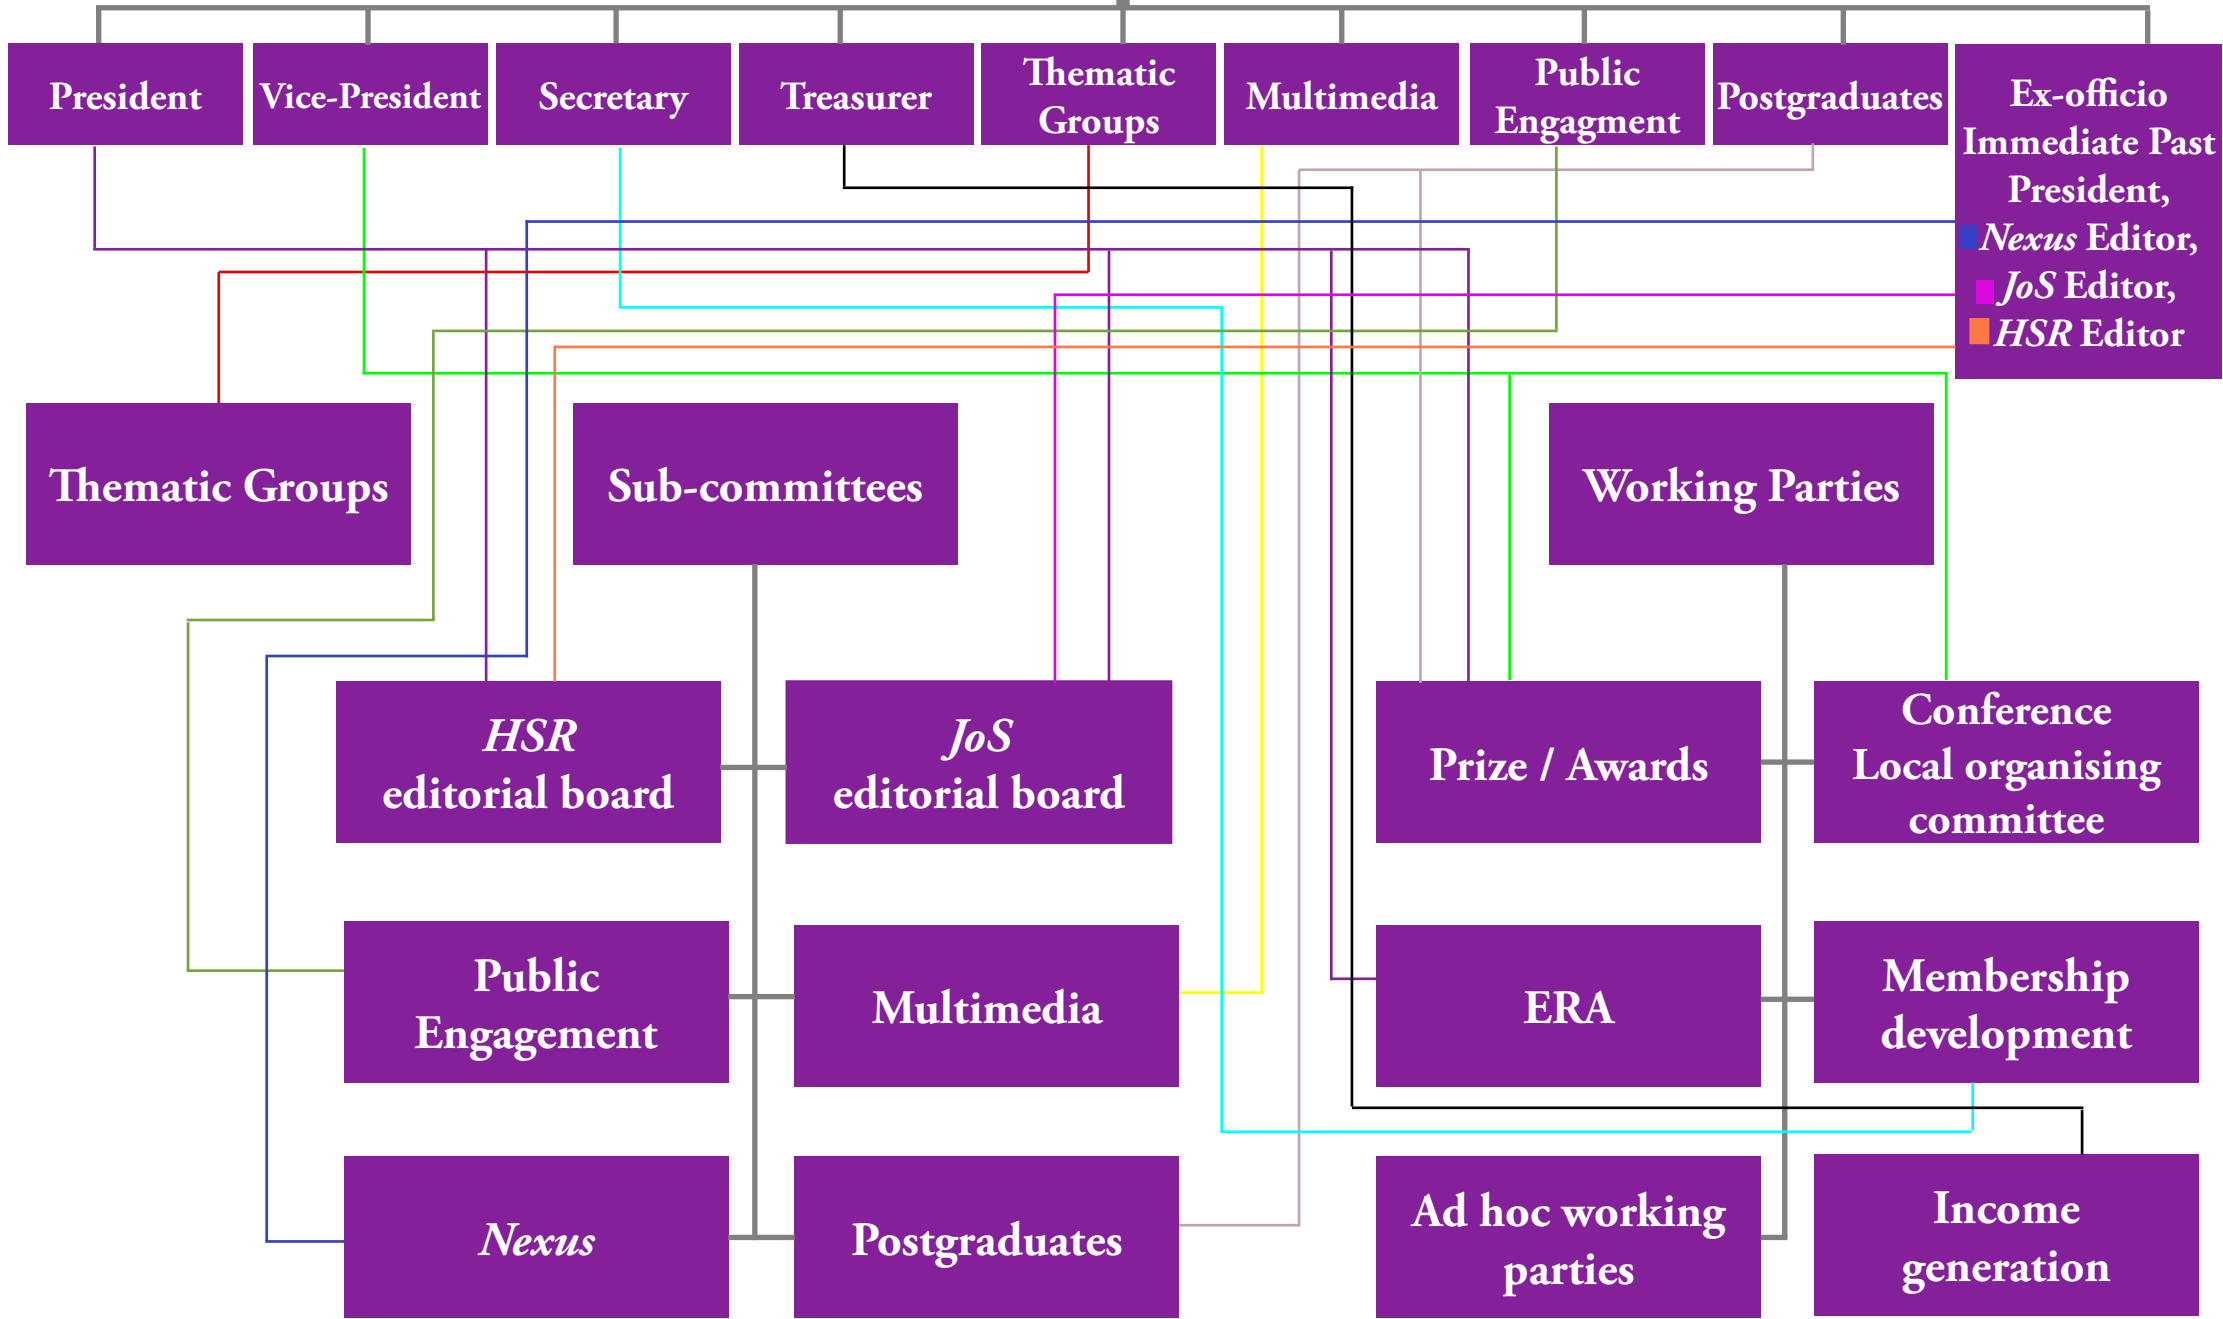 President
Vice-President
Secretary
Treasurer
Thematic
Groups
Multimedia
Public
Engagment
Postgraduates
Ex-officio
Immediate Past
President,
Nexus Editor,
JoS Editor,
HSR Editor
Thematic Groups
Sub-committees
Working Parties
HSR
editorial board
JoS
editorial board
Prize / Awards
Conference
Local organising
committee
Public
Engagement
Multimedia
ERA
Membership
development
Nexus
Postgraduates
Ad hoc working
parties
Income
generation